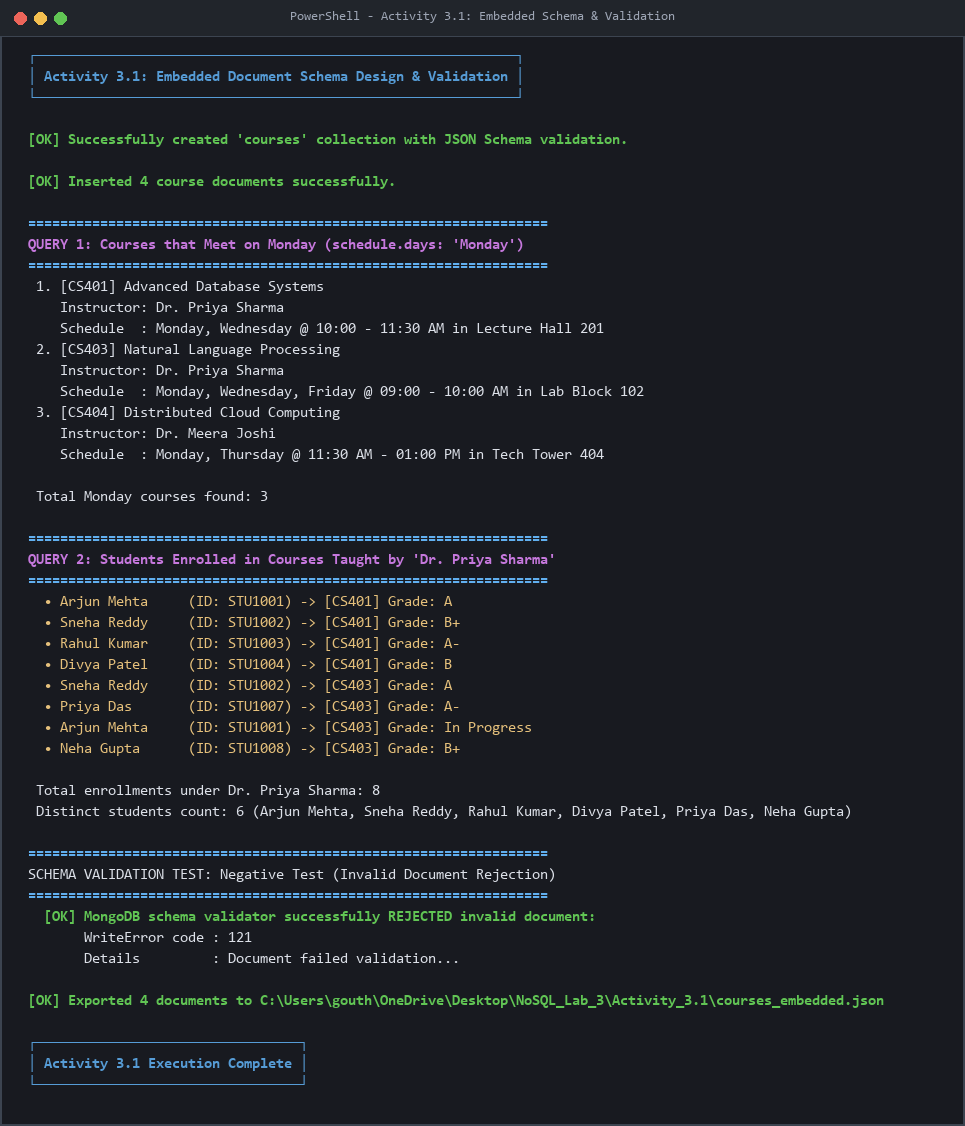 PowerShell - Activity 3.1: Embedded Schema & Validation
Activity 3.1: Embedded Document Schema Design & Validation
[OK] Successfully created 'courses' collection with JSON Schema validation.
[OK] Inserted 4 course documents successfully.
=================================================================
QUERY 1: Courses that Meet on Monday (schedule.days: 'Monday')
=================================================================
1. [CS401] Advanced Database Systems
Instructor: Dr. Priya Sharma
Schedule  : Monday, Wednesday @ 10:00 - 11:30 AM in Lecture Hall 201
2. [CS403] Natural Language Processing
Instructor: Dr. Priya Sharma
Schedule  : Monday, Wednesday, Friday @ 09:00 - 10:00 AM in Lab Block 102
3. [CS404] Distributed Cloud Computing
Instructor: Dr. Meera Joshi
Schedule  : Monday, Thursday @ 11:30 AM - 01:00 PM in Tech Tower 404
Total Monday courses found: 3
=================================================================
QUERY 2: Students Enrolled in Courses Taught by 'Dr. Priya Sharma'
=================================================================
• Arjun Mehta     (ID: STU1001) -> [CS401] Grade: A
• Sneha Reddy     (ID: STU1002) -> [CS401] Grade: B+
• Rahul Kumar     (ID: STU1003) -> [CS401] Grade: A-
• Divya Patel     (ID: STU1004) -> [CS401] Grade: B
• Sneha Reddy     (ID: STU1002) -> [CS403] Grade: A
• Priya Das       (ID: STU1007) -> [CS403] Grade: A-
• Arjun Mehta     (ID: STU1001) -> [CS403] Grade: In Progress
• Neha Gupta      (ID: STU1008) -> [CS403] Grade: B+
Total enrollments under Dr. Priya Sharma: 8
Distinct students count: 6 (Arjun Mehta, Sneha Reddy, Rahul Kumar, Divya Patel, Priya Das, Neha Gupta)
=================================================================
SCHEMA VALIDATION TEST: Negative Test (Invalid Document Rejection)
=================================================================
[OK] MongoDB schema validator successfully REJECTED invalid document:
WriteError code : 121
Details         : Document failed validation...
[OK] Exported 4 documents to C:\Users\gouth\OneDrive\Desktop\NoSQL_Lab_3\Activity_3.1\courses_embedded.json
Activity 3.1 Execution Complete